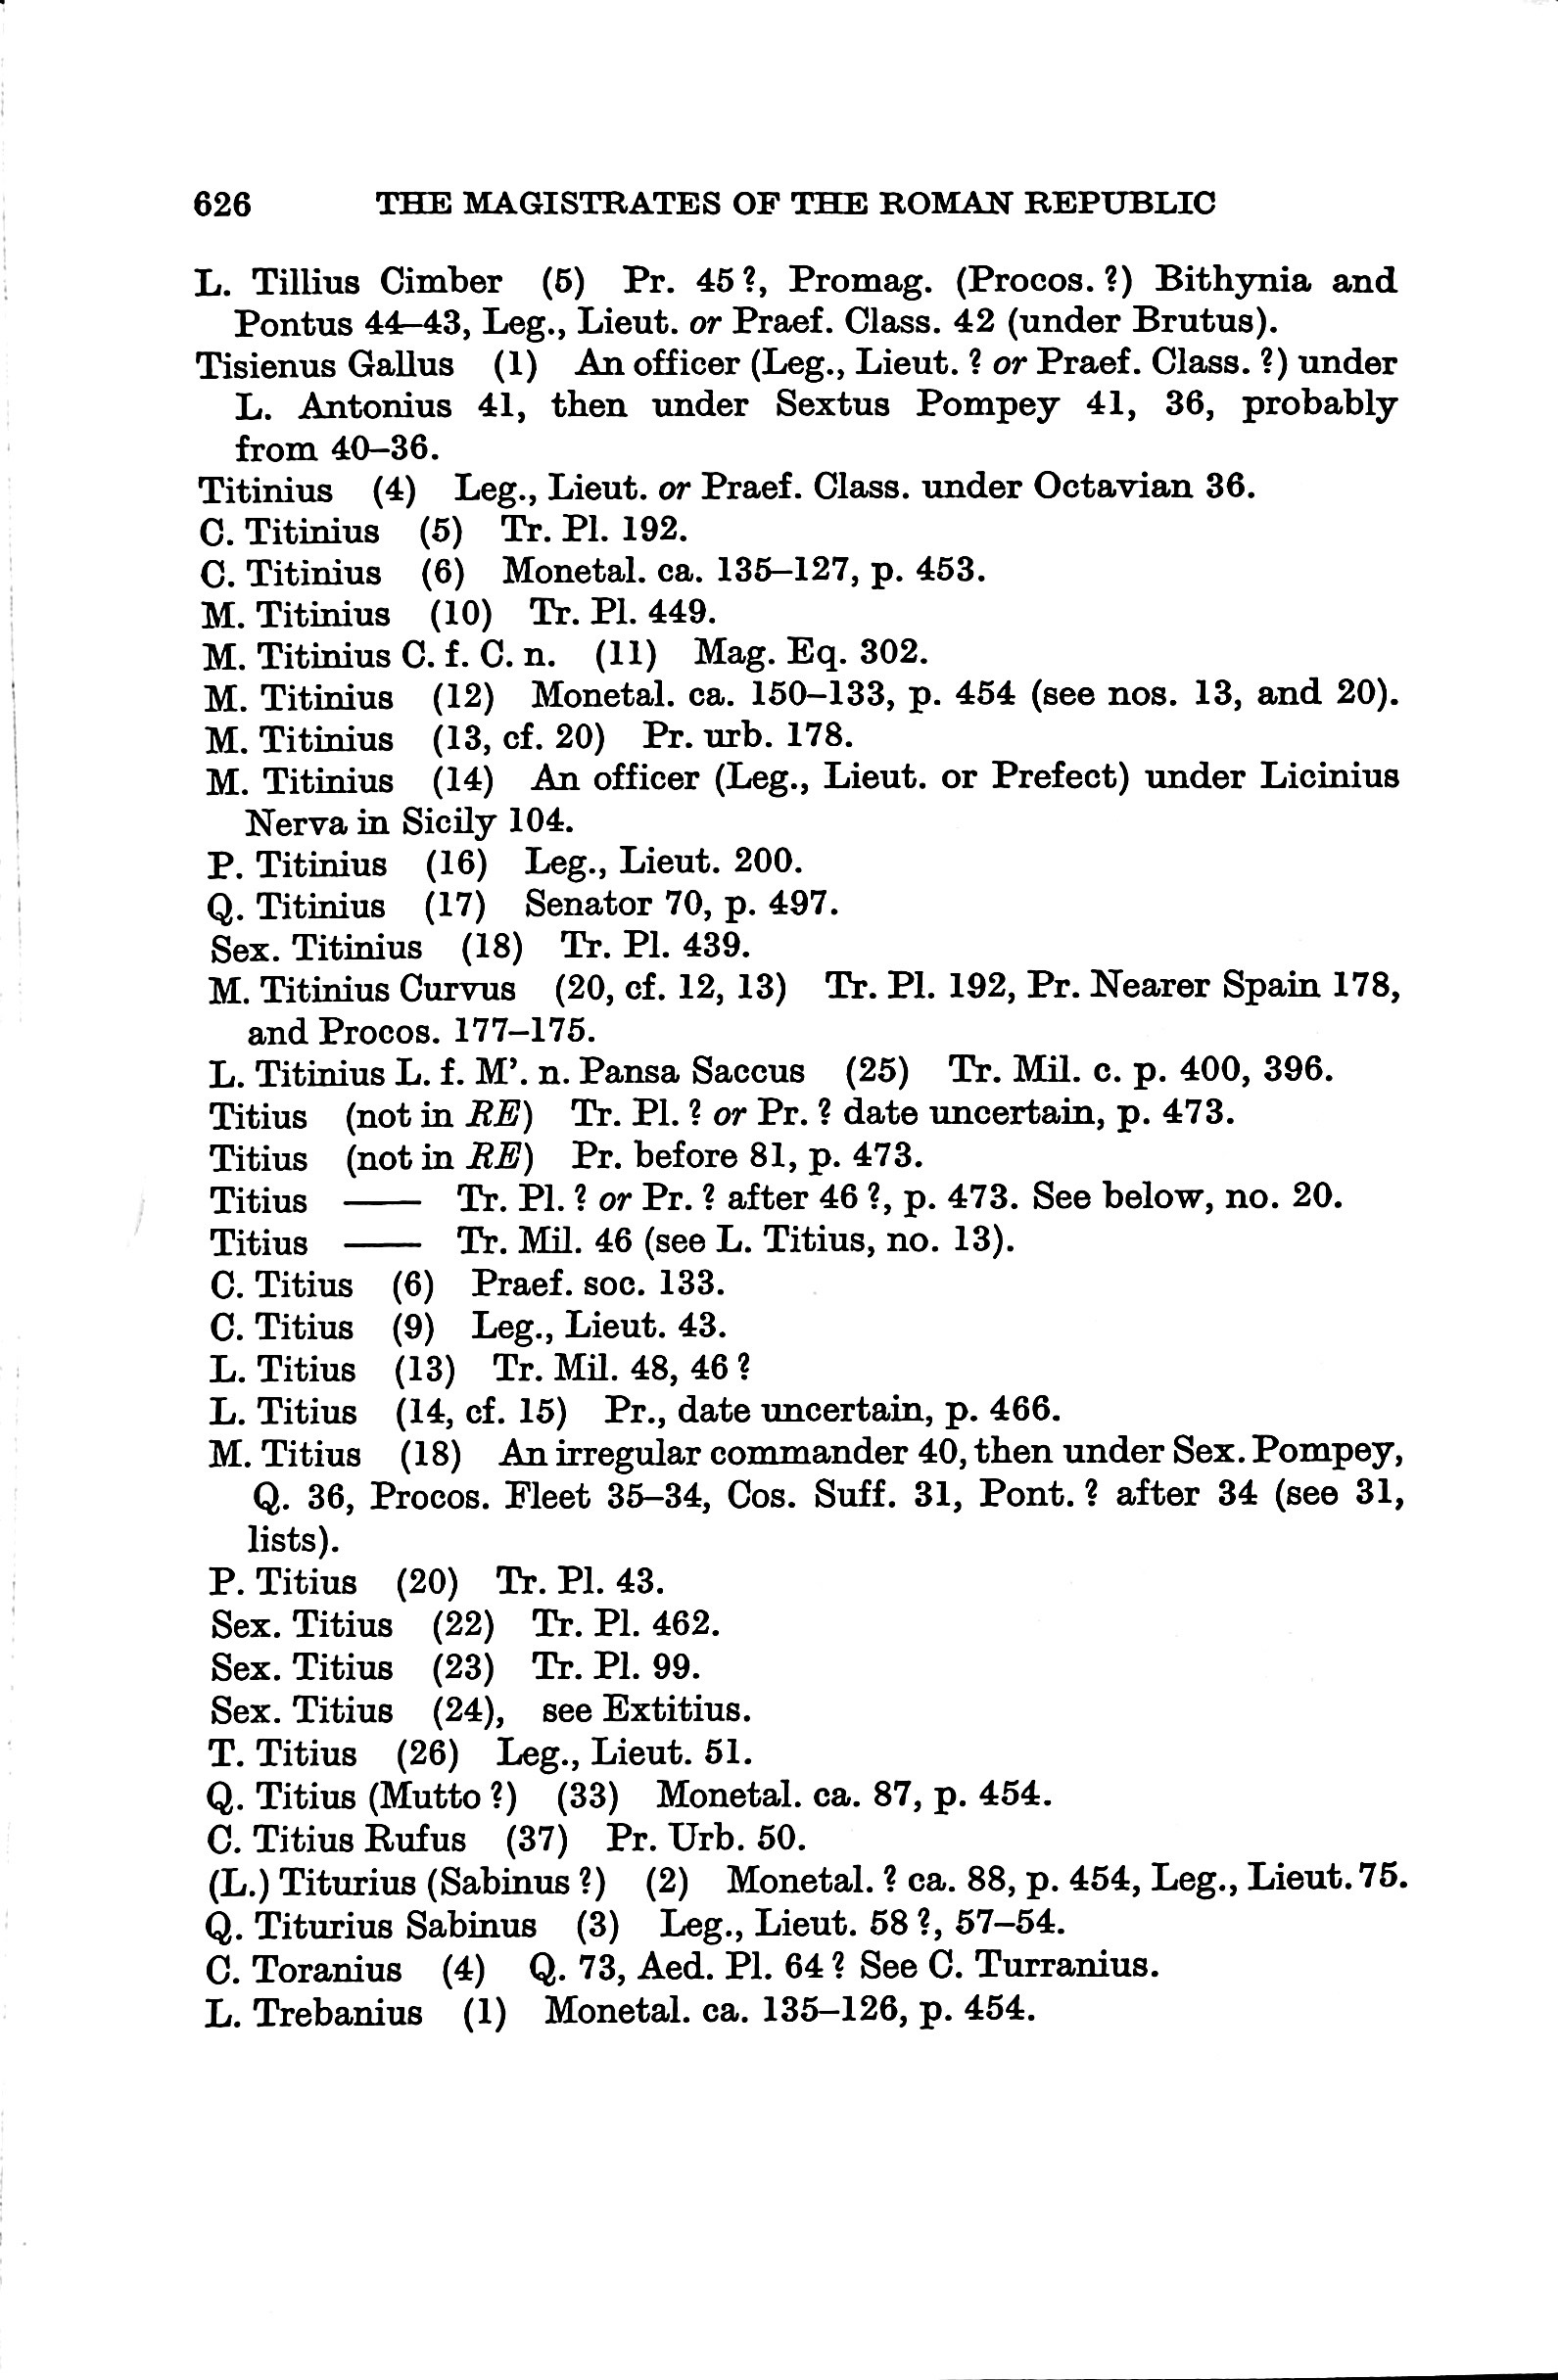 626 THE MAGISTRATES OF THE ROMAN REPUBLIC
L. Tillius Cimber (5) Pr. 45?, Promag. (Procos. ?) Bithynia and
Pontus 44–43, Leg., Lieut. or Praef. Class. 42 (under Brutus).
Tisienus Gallus (1) An officer (Leg., Lieut. ? or Praef. Class. ?) under
L. Antonius 41, then under Sextus Pompey 41, 36, probably
from 40–36.
Titinius (4) Leg., Lieut. or Praef. Class. under Octavian 36.
C. Titinius (5) Tr. Pl. 192.
C. Titinius (6) Monetal. ca. 135–127, p. 453.
M. Titinius (10) Tr. Pl. 449.
M. Titinius C. f. C. n. (11) Mag. Eq. 302.
M. Titinius (12) Monetal. ca. 150–133, p. 454 (see nos. 13, and 20).
M. Titinius (13, cf. 20) Pr. urb. 178.
M. Titinius (14) An officer (Leg., Lieut. or Prefect) under Licinius
Nerva in Sicily 104.
P. Titinius (16) Leg., Lieut. 200.
Q. Titinius (17) Senator 70, p. 497.
Sex. Titinius (18) Tr. Pl. 439.
M. Titinius Curvus (20, cf. 12, 13) Tr. Pl. 192, Pr. Nearer Spain 178,
and Procos. 177–175.
L. Titinius L. f. M’. n. Pansa Saccus (25) Tr. Mil. c. p. 400, 396.
Titius (not in RE) Tr. Pl. ? or Pr. ? date uncertain, p. 473.
Titius (not in RE) Pr. before 81, p. 473.
Titius —— Tr. Pl. ? or Pr. ? after 46 ?, p. 473. See below, no. 20.
Titius —— Tr. Mil. 46 (see L. Titius, no. 13).
C. Titius (6) Praef. soc. 133.
C. Titius (9) Leg., Lieut. 43.
L. Titius (13) Tr. Mil. 48, 46 ?
L. Titius (14, cf. 15) Pr., date uncertain, p. 466.
M. Titius (18) An irregular commander 40, then under Sex. Pompey,
Q. 36, Procos. Fleet 35–34, Cos. Suff. 31, Pont. ? after 34 (see 31,
lists).
P. Titius (20) Tr. Pl. 43.
Sex. Titius (22) Tr. Pl. 462.
Sex. Titius (23) Tr. Pl. 99.
Sex. Titius (24), see Extitius.
T. Titius (26) Leg., Lieut. 51.
Q. Titius (Mutto ?) (33) Monetal. ca. 87, p. 454.
C. Titius Rufus (37) Pr. Urb. 50.
(L.) Titurius (Sabinus ?) (2) Monetal. ? ca. 88, p. 454, Leg., Lieut. 75.
Q. Titurius Sabinus (3) Leg., Lieut. 58 ?, 57–54.
C. Toranius (4) Q. 73, Aed. Pl. 64 ? See C. Turranius.
L. Trebanius (1) Monetal. ca. 135–126, p. 454.